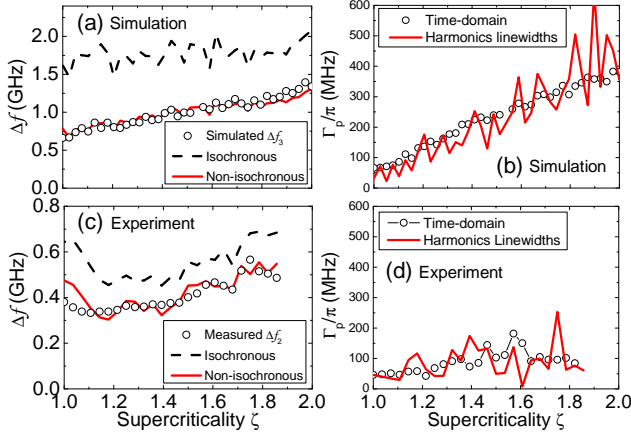 (a) Simulation
2.0
1.5
1.0
0.5
0.0
Δf (GHz)
Simulated Δf3
Isochronous
Non-isochronous
600
500
400
300
200
100
0
Γp/π (MHz)
Time-domain
Harmonics linewidths
(b) Simulation
(c) Experiment
0.8
0.6
0.4
0.2
0.0
Δf (GHz)
Measured Δf2
Isochronous
Non-isochronous
1.0 1.2 1.4 1.6 1.8 2.0
Supercriticality ζ
600
500
400
300
200
100
0
Γp/π (MHz)
Time-domain
Harmonics Linewidths
(d) Experiment
1.0 1.2 1.4 1.6 1.8 2.0
Supercriticality ζ